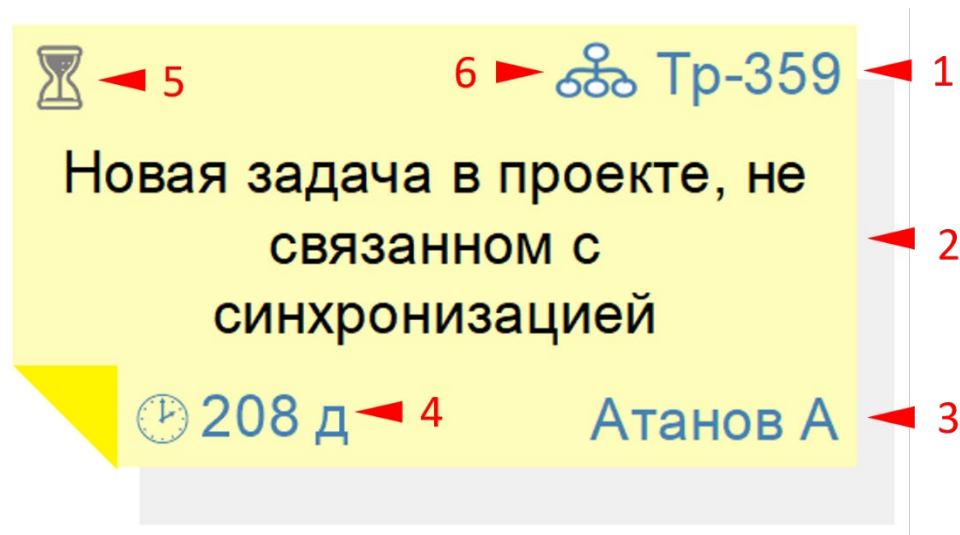 5 6 Тр-359 1
Новая задача в проекте, не
связанном с 2
синхронизацией
208 д 4 Атанов А 3